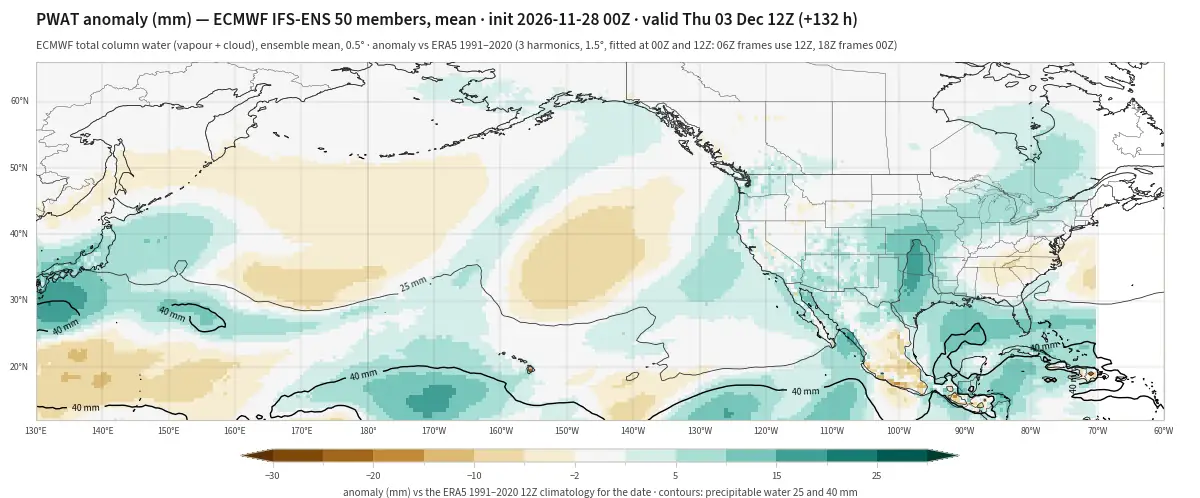 PWAT anomaly (mm) — ECMWF IFS-ENS 50 members, mean · init 2026-11-28 00Z · valid Thu 03 Dec 12Z (+132 h)
ECMWF total column water (vapour + cloud), ensemble mean, 0.5° · anomaly vs ERA5 1991–2020 (3 harmonics, 1.5°, fitted at 00Z and 12Z: 06Z frames use 12Z, 18Z frames 00Z)
60°N
50°N
40°N
30°N
20°N
25 mm
40 mm
40 mm
40 mm
40 mm
40 mm
40 mm
40 mm
130°E 140°E 150°E 160°E 170°E 180° 170°W 160°W 150°W 140°W 130°W 120°W 110°W 100°W 90°W 80°W 70°W 60°W
−30 −20 −10 −2 5 15 25
anomaly (mm) vs the ERA5 1991–2020 12Z climatology for the date · contours: precipitable water 25 and 40 mm